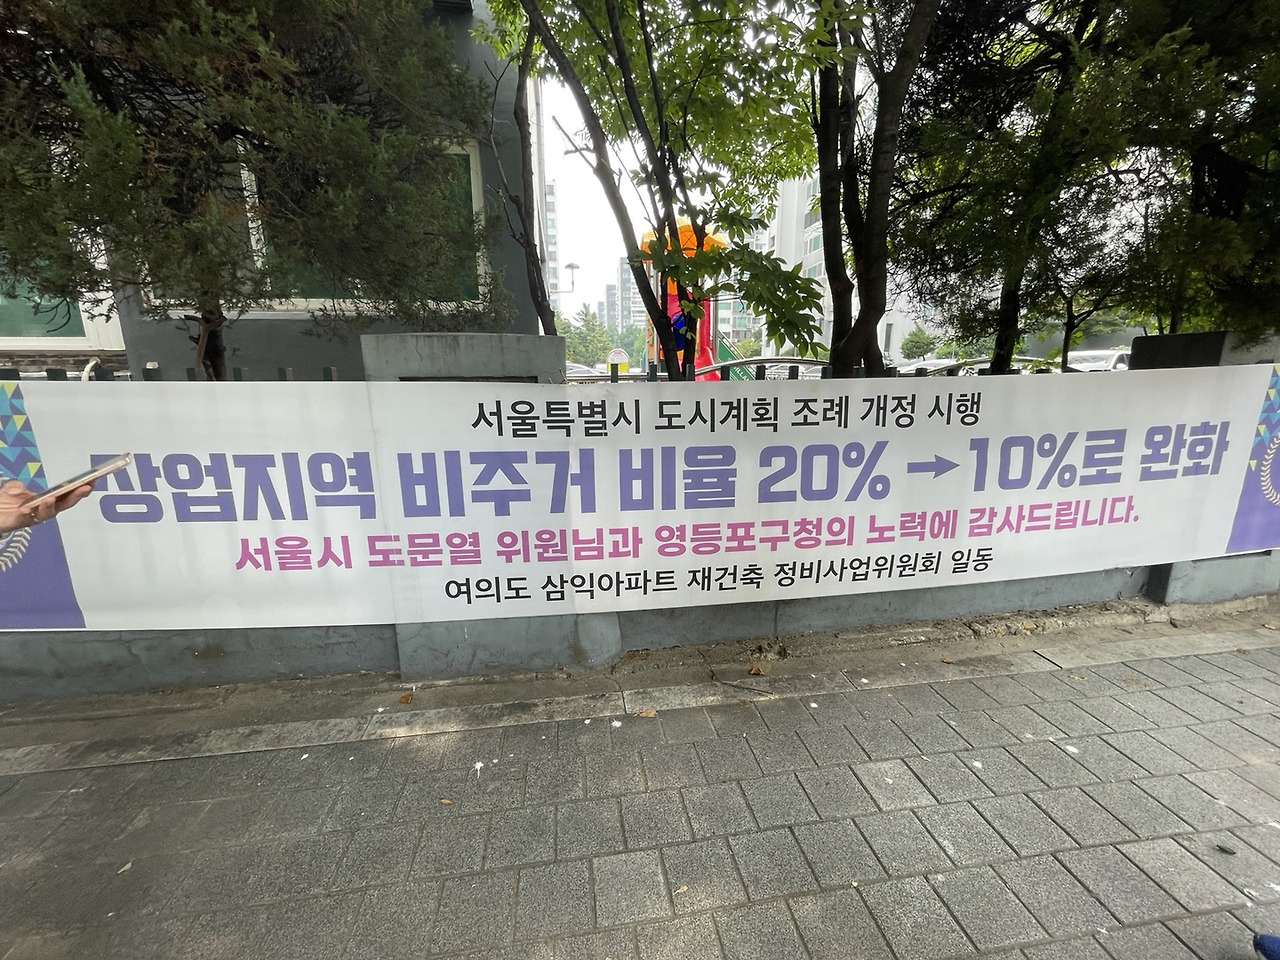 서울특별시 도시계획 조례 개정 시행
상업지역 비주거 비율 20% → 10%로 완화
서울시 도문열 위원님과 영등포구청의 노력에 감사드립니다.
여의도 삼익아파트 재건축 정비사업위원회 일동